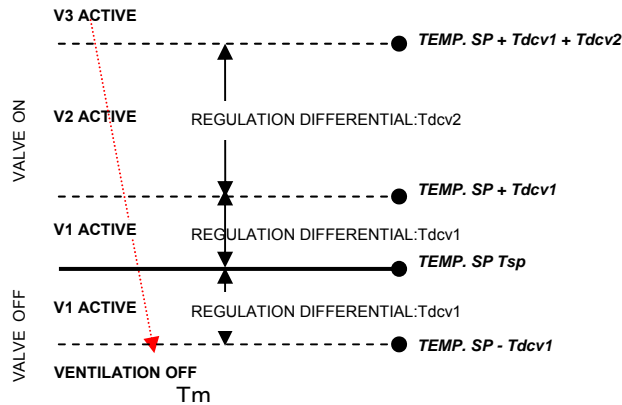 V3 ACTIVE
TEMP. SP + Tdcv1 + Tdcv2
VALVE ON
V2 ACTIVE
REGULATION DIFFERENTIAL:Tdcv2
TEMP. SP + Tdcv1
V1 ACTIVE
REGULATION DIFFERENTIAL:Tdcv1
TEMP. SP Tsp
VALVE OFF
V1 ACTIVE
REGULATION DIFFERENTIAL:Tdcv1
TEMP. SP - Tdcv1
VENTILATION OFF
Tm